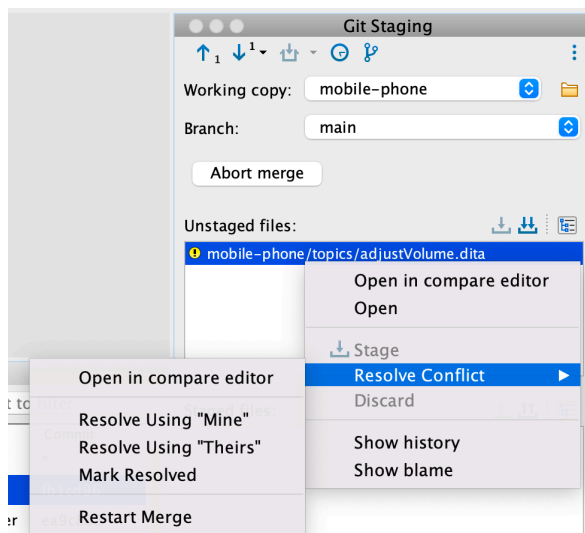 Git Staging
1 1
Working copy: mobile-phone
Branch: main
Abort merge
Unstaged files:
mobile-phone/topics/adjustVolume.dita
Open in compare editor
Open
Stage
Resolve Conflict
Discard
Show history
Show blame
Open in compare editor
Resolve Using "Mine"
Resolve Using "Theirs"
Mark Resolved
Restart Merge
t to
er